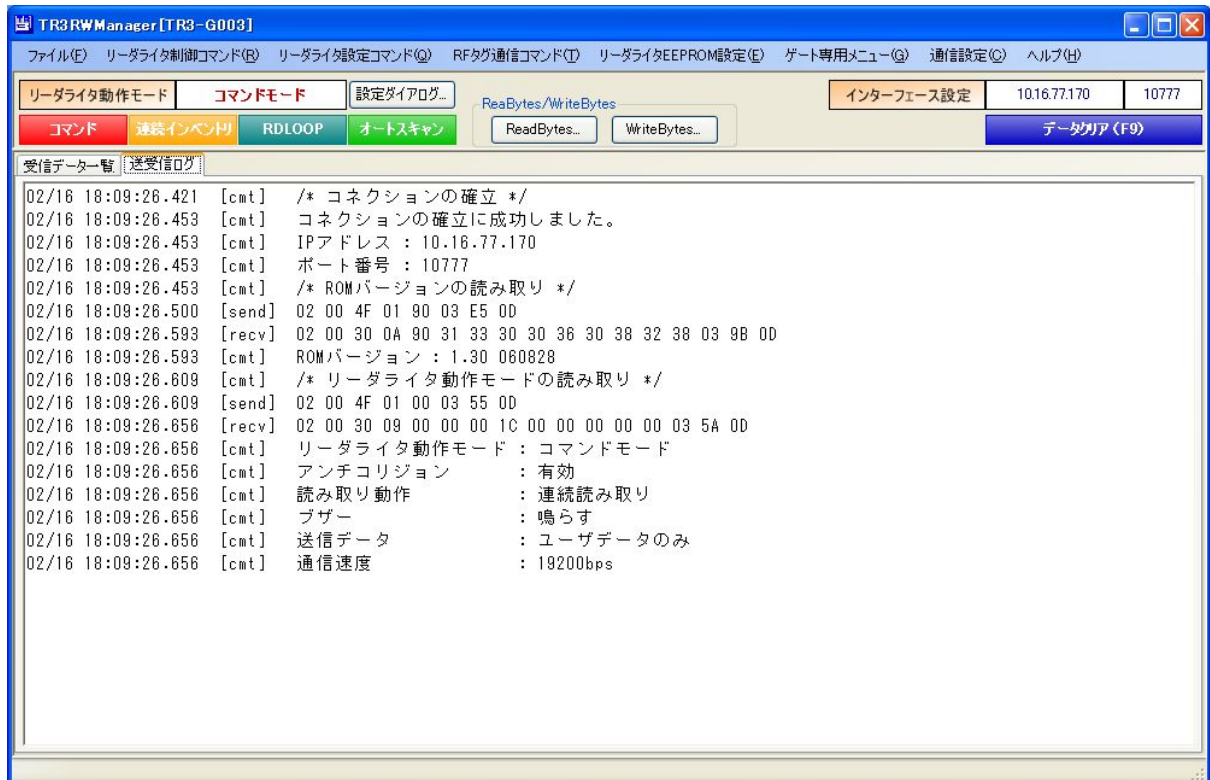 TR3RWManager[TR3-G003]
ファイル(F) リーダライタ制御コマンド(R) リーダライタ設定コマンド(Q) RFタグ通信コマンド(T) リーダライタEEPROM設定(E) ゲート専用メニュー(G) 通信設定(C) ヘルプ(H)
リーダライタ動作モード コマンドモード 設定ダイアログ... ReaBytes/WriteBytes インターフェース設定 10.16.77.170 10777
コマンド 連続インベントリ RDLOOP オートスキャン ReadBytes... WriteBytes... データクリア(F9)
受信データ一覧 送受信ログ
02/16 18:09:26.421 [cmt] /* コネクションの確立 */
02/16 18:09:26.453 [cmt] コネクションの確立に成功しました。
02/16 18:09:26.453 [cmt] IPアドレス : 10.16.77.170
02/16 18:09:26.453 [cmt] ポート番号 : 10777
02/16 18:09:26.453 [cmt] /* ROMバージョンの読み取り */
02/16 18:09:26.500 [send] 02 00 4F 01 90 03 E5 0D
02/16 18:09:26.593 [recv] 02 00 30 0A 90 31 33 30 30 36 30 38 32 38 03 9B 0D
02/16 18:09:26.593 [cmt] ROMバージョン : 1.30 060828
02/16 18:09:26.609 [cmt] /* リーダライタ動作モードの読み取り */
02/16 18:09:26.609 [send] 02 00 4F 01 00 03 55 0D
02/16 18:09:26.656 [recv] 02 00 30 09 00 00 00 1C 00 00 00 00 00 03 5A 0D
02/16 18:09:26.656 [cmt] リーダライタ動作モード : コマンドモード
02/16 18:09:26.656 [cmt] アンチコリジョン : 有効
02/16 18:09:26.656 [cmt] 読み取り動作 : 連続読み取り
02/16 18:09:26.656 [cmt] ブザー : 鳴らす
02/16 18:09:26.656 [cmt] 送信データ : ユーザデータのみ
02/16 18:09:26.656 [cmt] 通信速度 : 19200bps